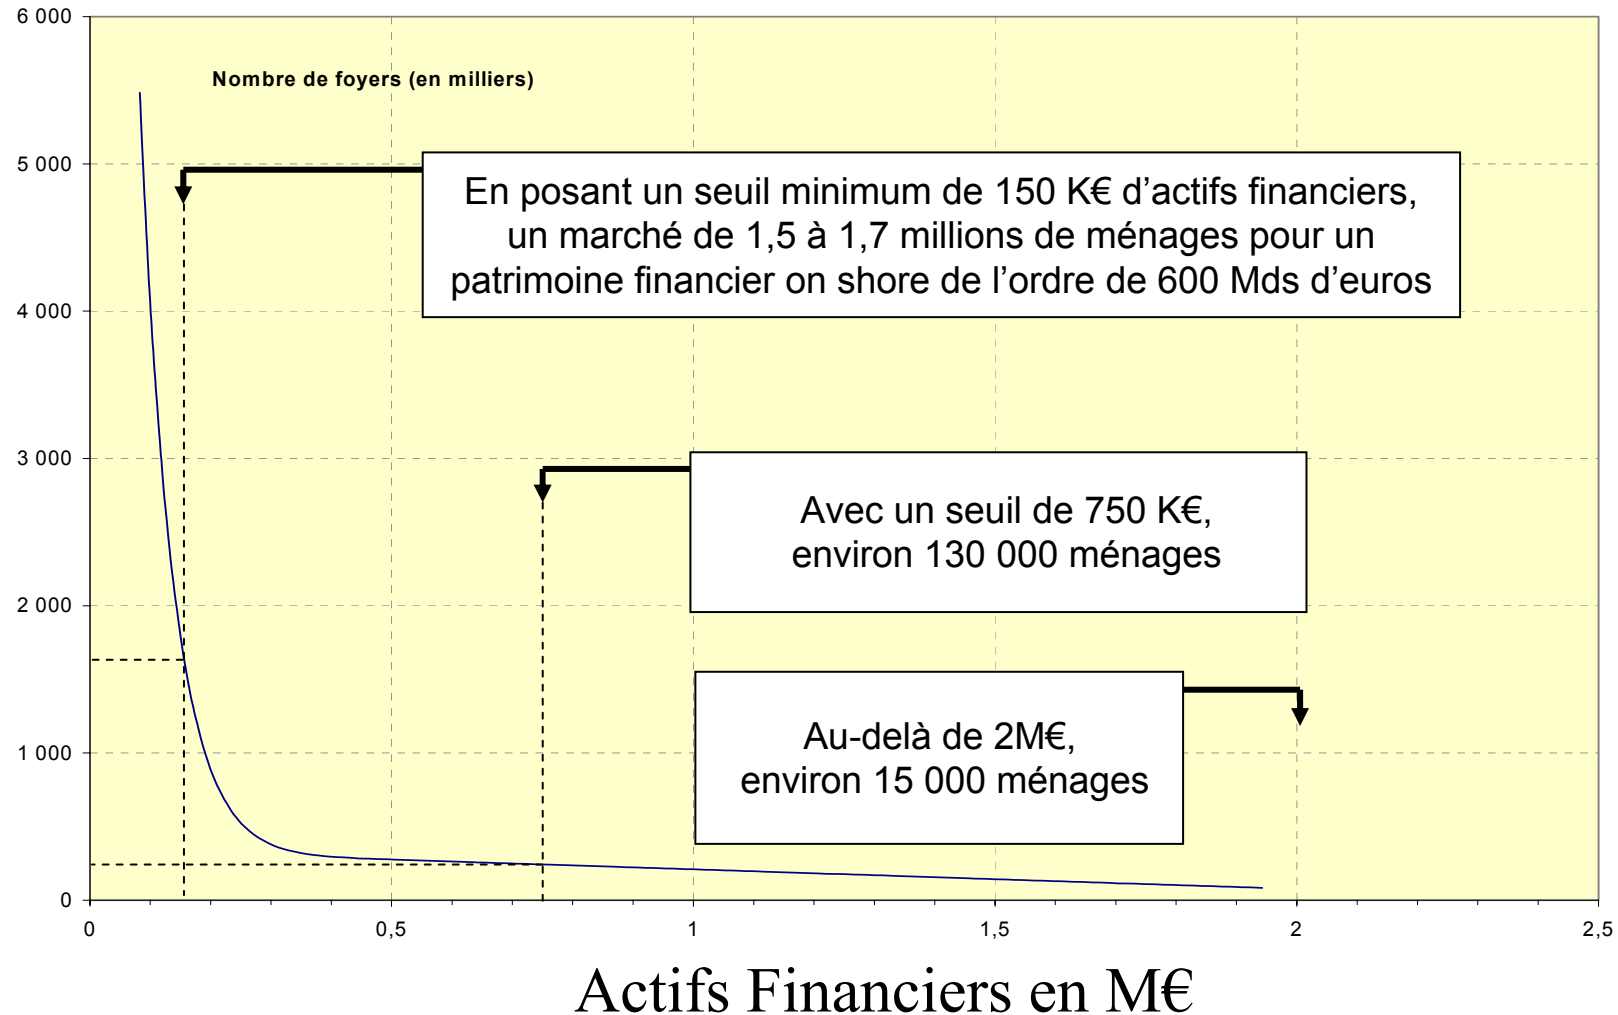 6 000
Nombre de foyers (en milliers)
5 000
En posant un seuil minimum de 150 K€ d’actifs financiers,
un marché de 1,5 à 1,7 millions de ménages pour un
patrimoine financier on shore de l’ordre de 600 Mds d’euros
4 000
3 000
Avec un seuil de 750 K€,
environ 130 000 ménages
2 000
Au-delà de 2M€,
environ 15 000 ménages
1 000
0
0 0,5 1 1,5 2 2,5
Actifs Financiers en M€